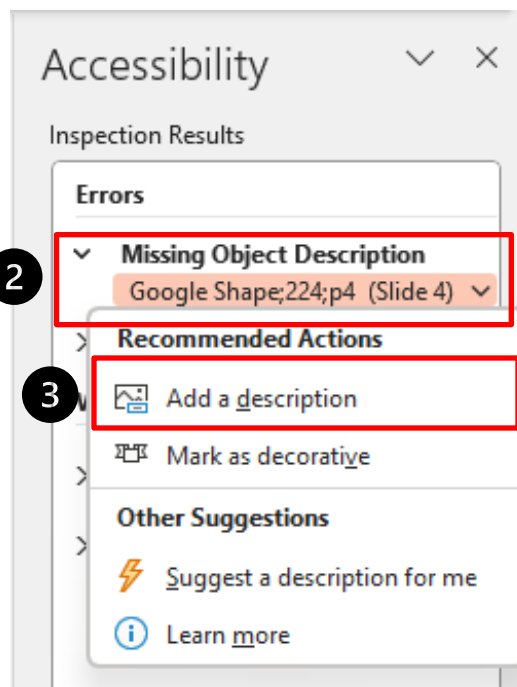 Accessibility
Inspection Results
Errors
2
Missing Object Description
Google Shape;224;p4 (Slide 4)
Recommended Actions
3
Add a description
Mark as decorative
Other Suggestions
Suggest a description for me
Learn more